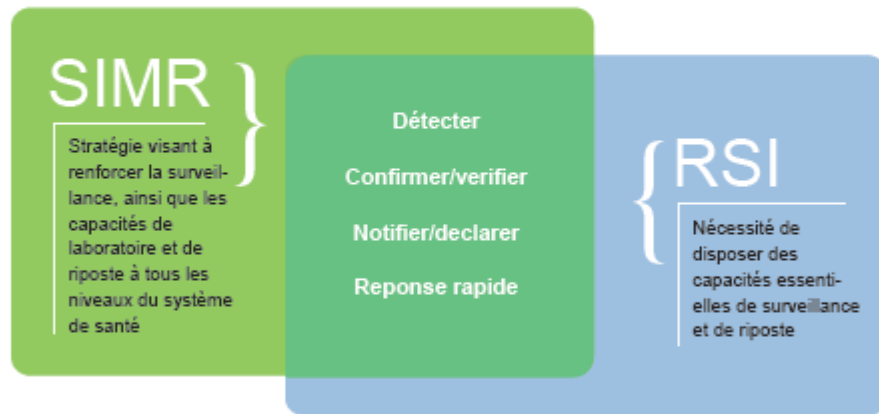 SIMR
Stratégie visant à
renforcer la surveil-
lance, ainsi que les
capacités de
laboratoire et de
riposte à tous les
niveaux du système
de santé
Détecter
Confirmer/verifier
Notifier/declarer
Reponse rapide
RSI
Nécessité de
disposer des
capacités essenti-
elles de surveillance
et de riposte